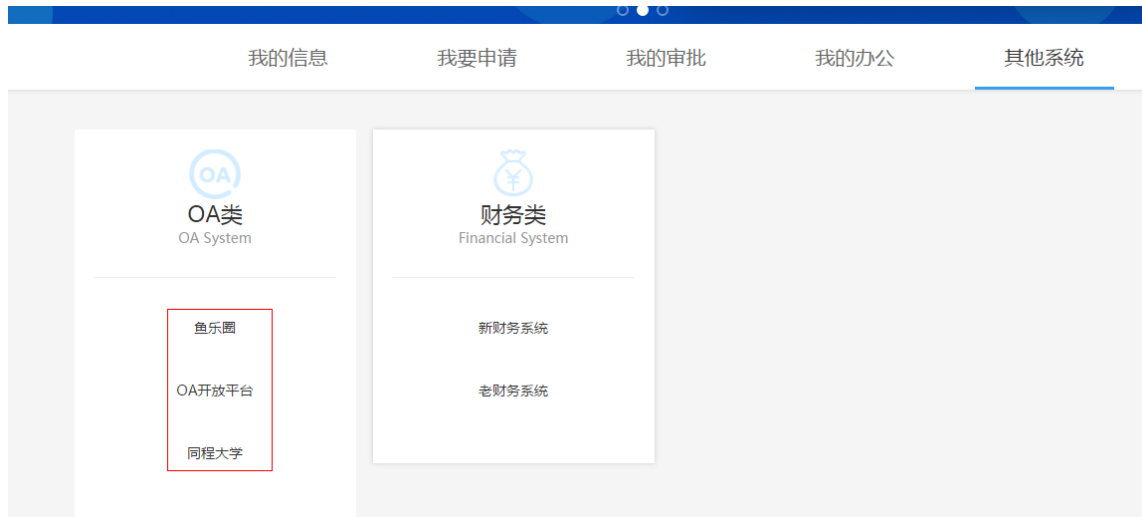 我的信息 我要申请 我的审批 我的办公 其他系统
OA
OA类
OA System
鱼乐圈
OA开放平台
同程大学
¥
财务类
Financial System
新财务系统
老财务系统